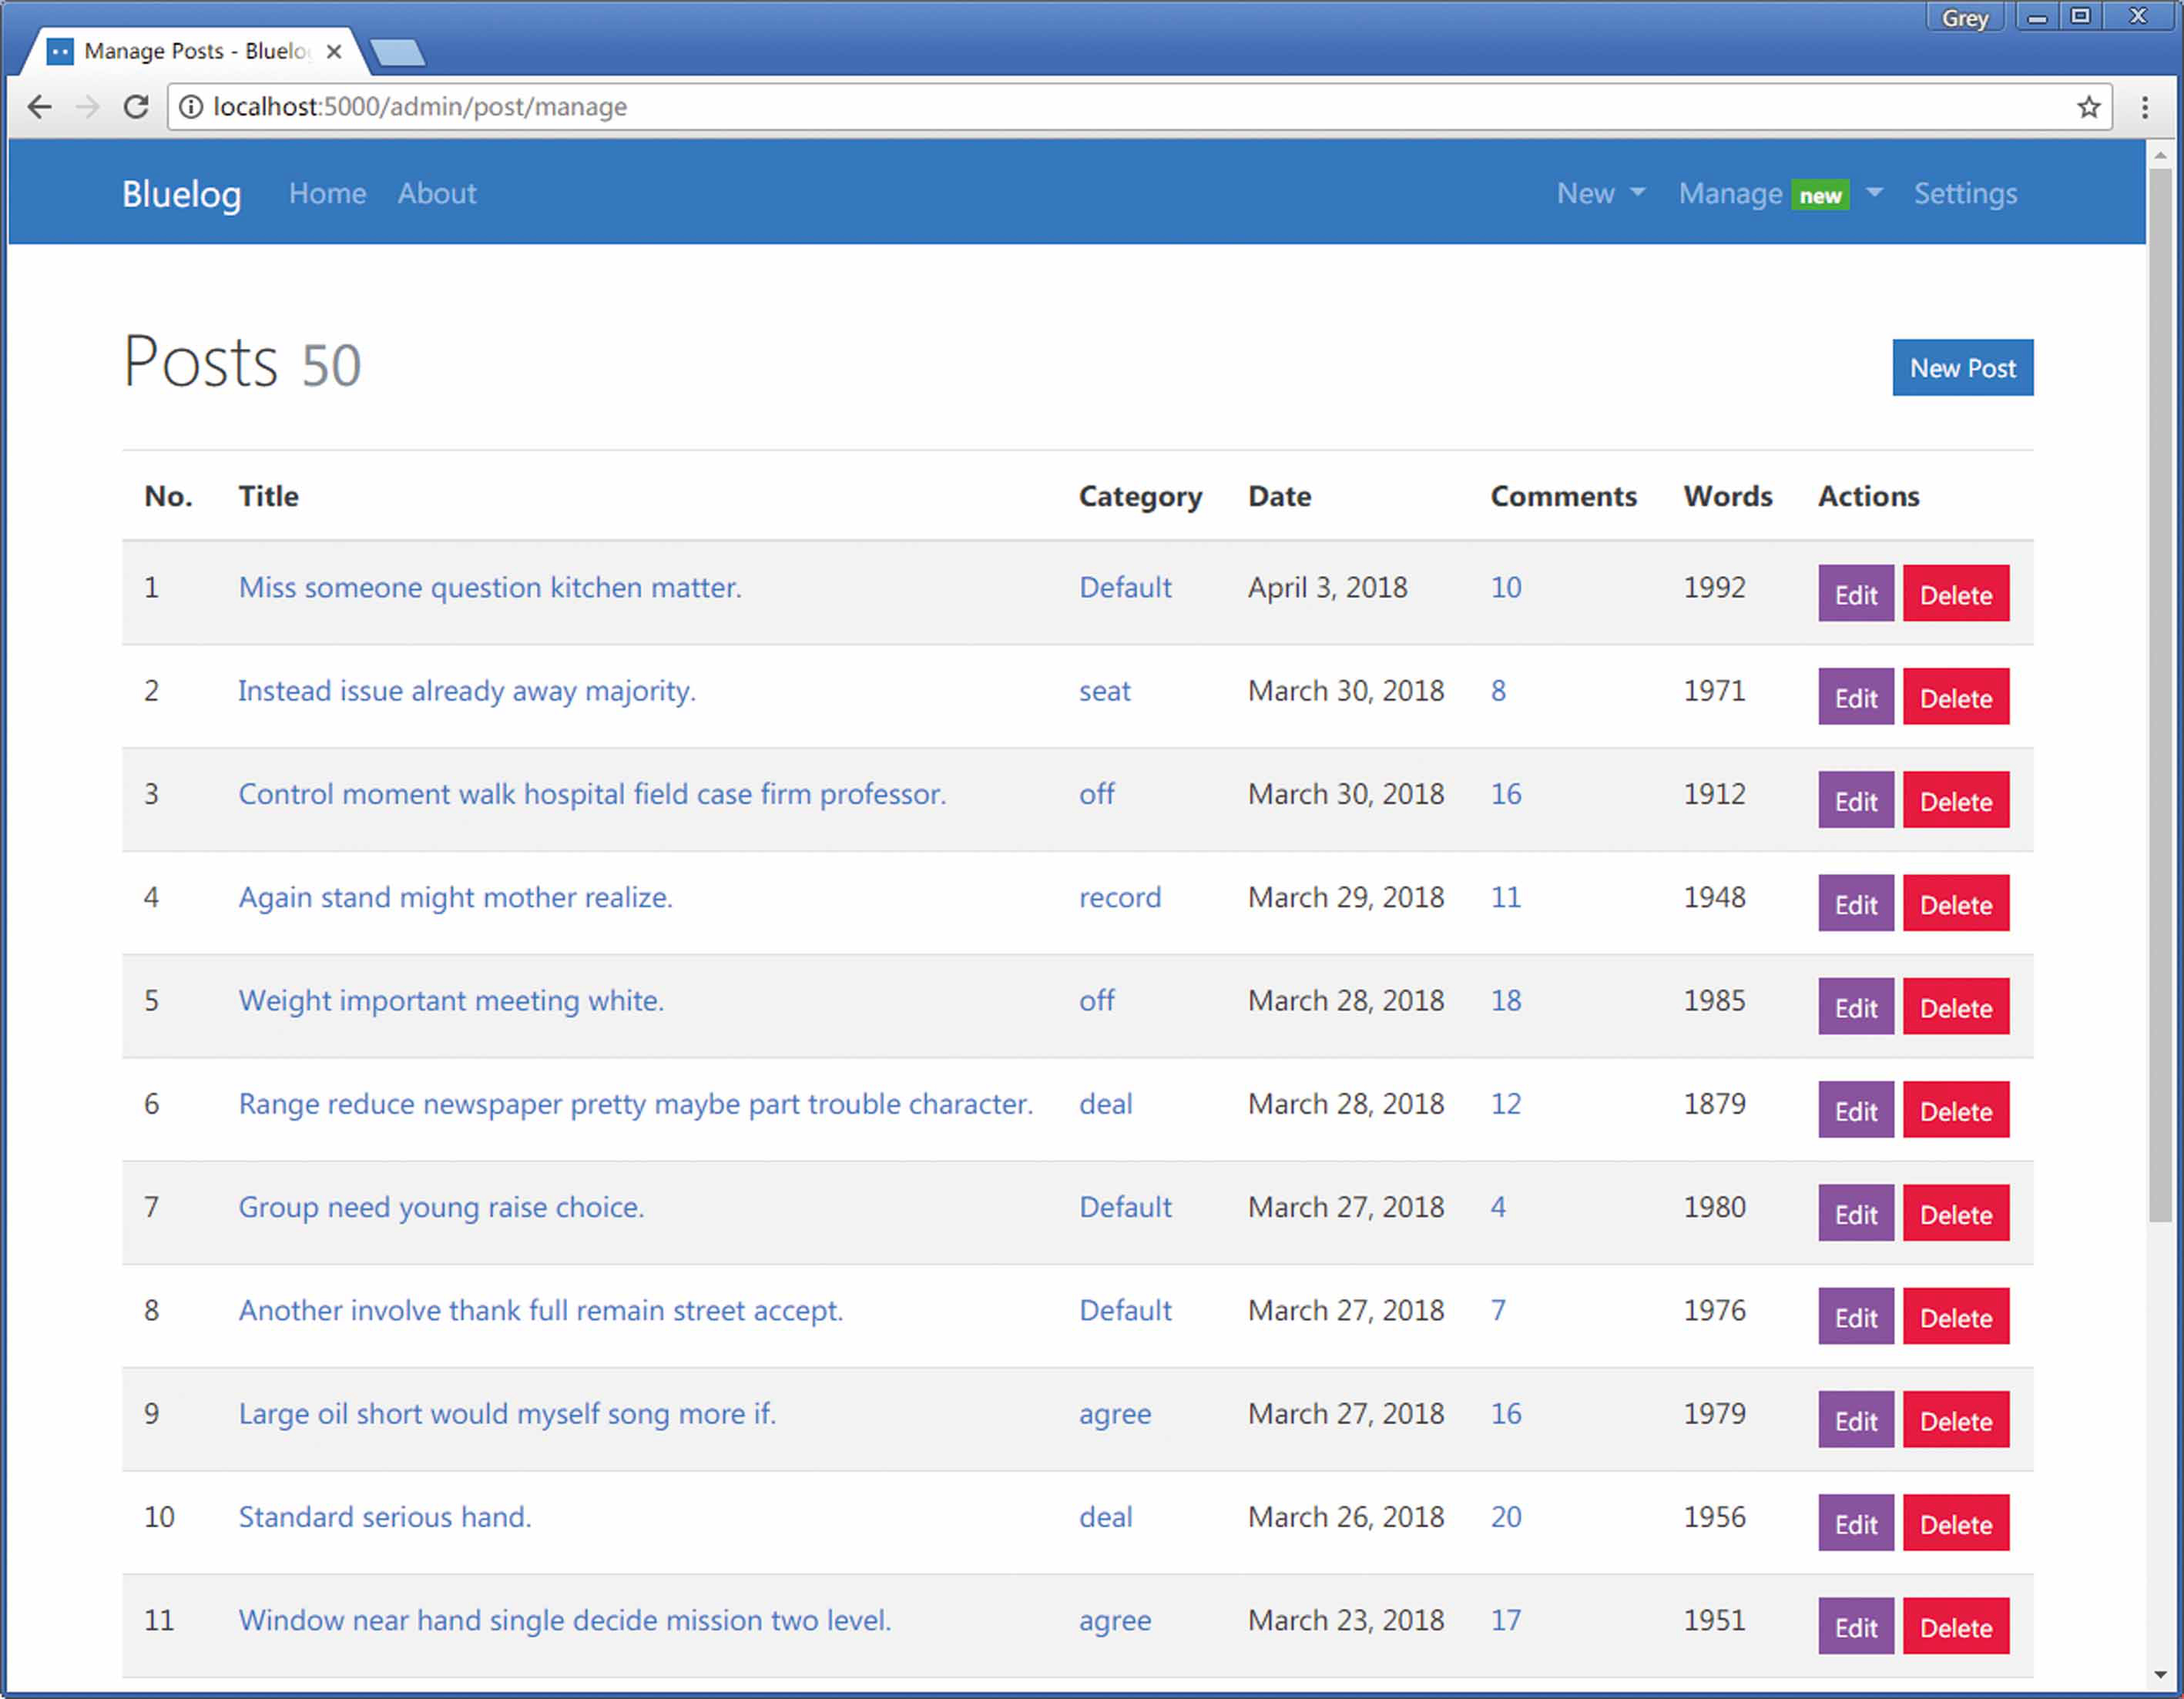 Grey
Manage Posts - Bluelo
localhost:5000/admin/post/manage
Bluelog Home About New Manage new Settings
Posts 50 New Post
No. Title Category Date Comments Words Actions
1 Miss someone question kitchen matter. Default April 3, 2018 10 1992 Edit Delete
2 Instead issue already away majority. seat March 30, 2018 8 1971 Edit Delete
3 Control moment walk hospital field case firm professor. off March 30, 2018 16 1912 Edit Delete
4 Again stand might mother realize. record March 29, 2018 11 1948 Edit Delete
5 Weight important meeting white. off March 28, 2018 18 1985 Edit Delete
6 Range reduce newspaper pretty maybe part trouble character. deal March 28, 2018 12 1879 Edit Delete
7 Group need young raise choice. Default March 27, 2018 4 1980 Edit Delete
8 Another involve thank full remain street accept. Default March 27, 2018 7 1976 Edit Delete
9 Large oil short would myself song more if. agree March 27, 2018 16 1979 Edit Delete
10 Standard serious hand. deal March 26, 2018 20 1956 Edit Delete
11 Window near hand single decide mission two level. agree March 23, 2018 17 1951 Edit Delete